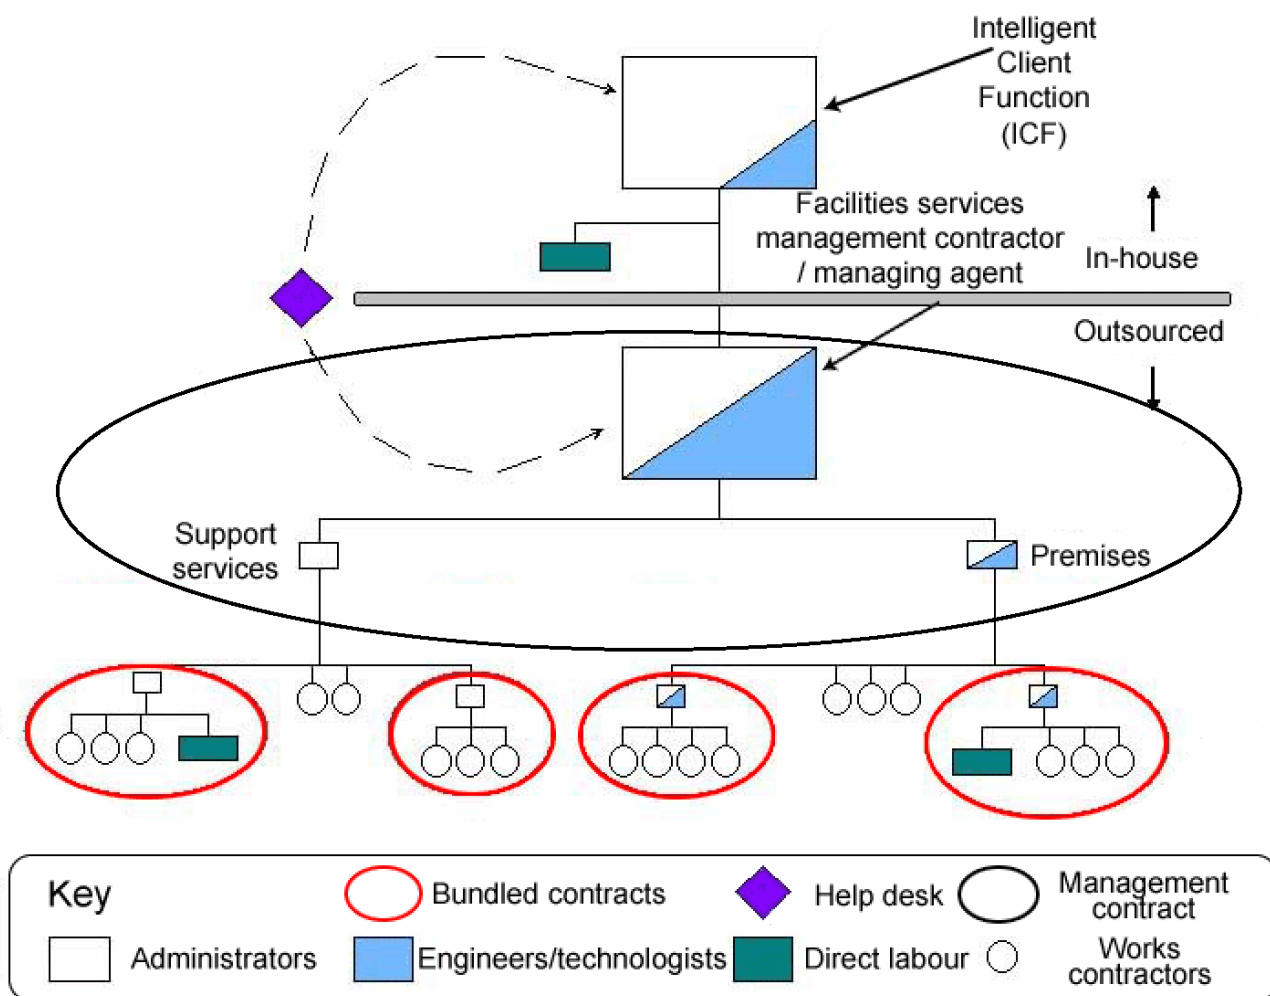 Intelligent
Client
Function
(ICF)
Facilities services
management contractor
/ managing agent
In-house
Outsourced
Support
services
Premises
Key
Bundled contracts
Help desk
Management
contract
Administrators
Engineers/technologists
Direct labour
Works
contractors